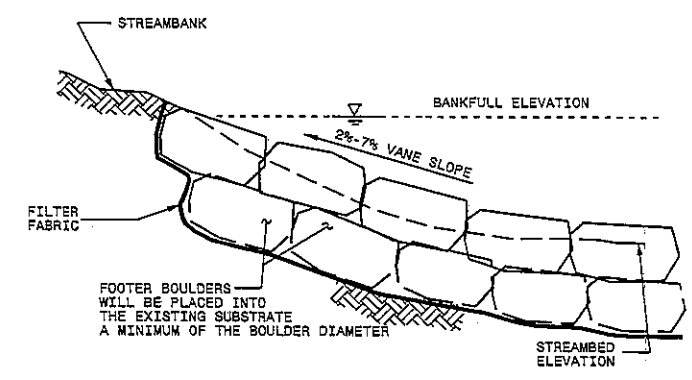 STREAMBANK
BANKFULL ELEVATION
2%-7% VANE SLOPE
FILTER
FABRIC
FOOTER BOULDERS
WILL BE PLACED INTO
THE EXISTING SUBSTRATE
A MINIMUM OF THE BOULDER DIAMETER
STREAMBED
ELEVATION